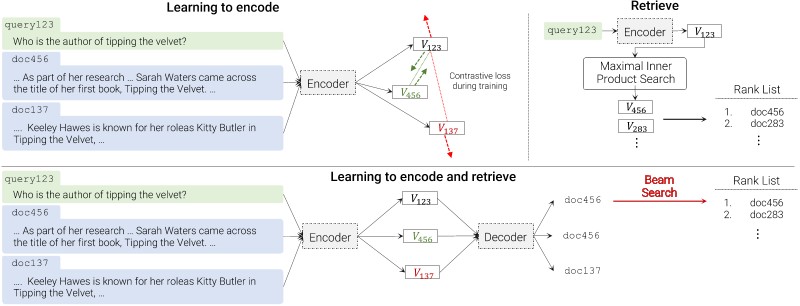 Learning to encode
query123
Who is the author of tipping the velvet?
doc456
... As part of her research ... Sarah Waters came across
the title of her first book, Tipping the Velvet. ...
doc137
.... Keeley Hawes is known for her roleas Kitty Butler in
Tipping the Velvet, ...
Encoder
V123
V456
V137
Contrastive loss
during training
Retrieve
query123
Encoder
V123
Maximal Inner
Product Search
V456
V283
⋮
Rank List
1. doc456
2. doc283
⋮
Learning to encode and retrieve
query123
Who is the author of tipping the velvet?
doc456
... As part of her research ... Sarah Waters came across
the title of her first book, Tipping the Velvet. ...
doc137
.... Keeley Hawes is known for her roleas Kitty Butler in
Tipping the Velvet, ...
Encoder
V123
V456
V137
Decoder
doc456
doc456
doc137
Beam
Search
Rank List
1. doc456
2. doc283
⋮